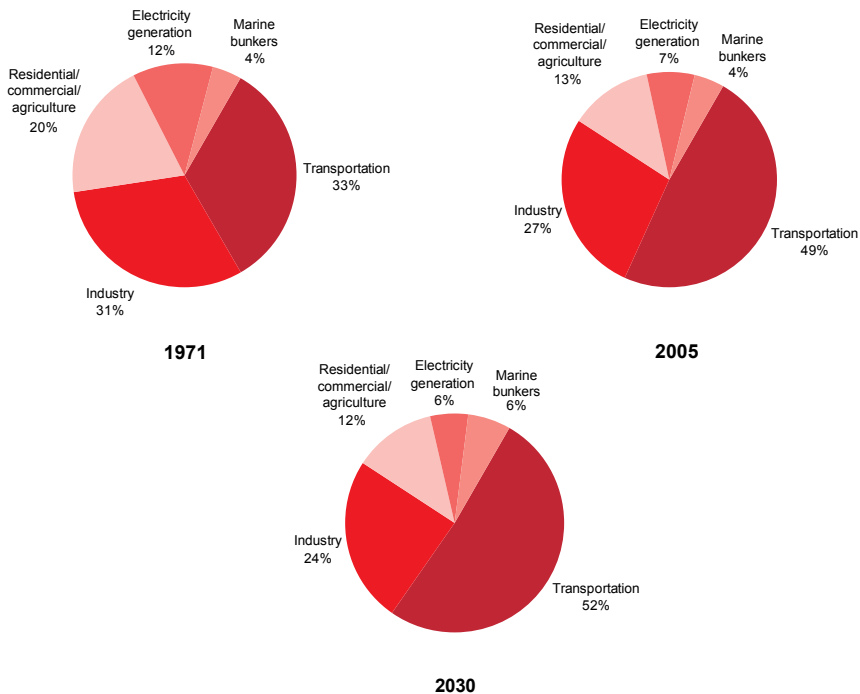 Electricity
generation
12%
Marine
bunkers
4%
Residential/
commercial/
agriculture
20%
Transportation
33%
Industry
31%
1971
Electricity
generation
7%
Marine
bunkers
4%
Residential/
commercial/
agriculture
13%
Industry
27%
Transportation
49%
2005
Residential/
commercial/
agriculture
12%
Electricity
generation
6%
Marine
bunkers
6%
Industry
24%
Transportation
52%
2030